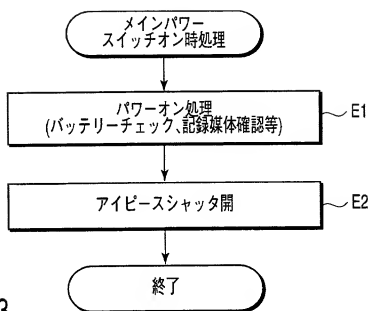 メインパワー
スイッチオン時処理
パワーオン処理
(バッテリーチェック、記録媒体確認等)
E1
アイピースシャッタ開
E2
終了
3